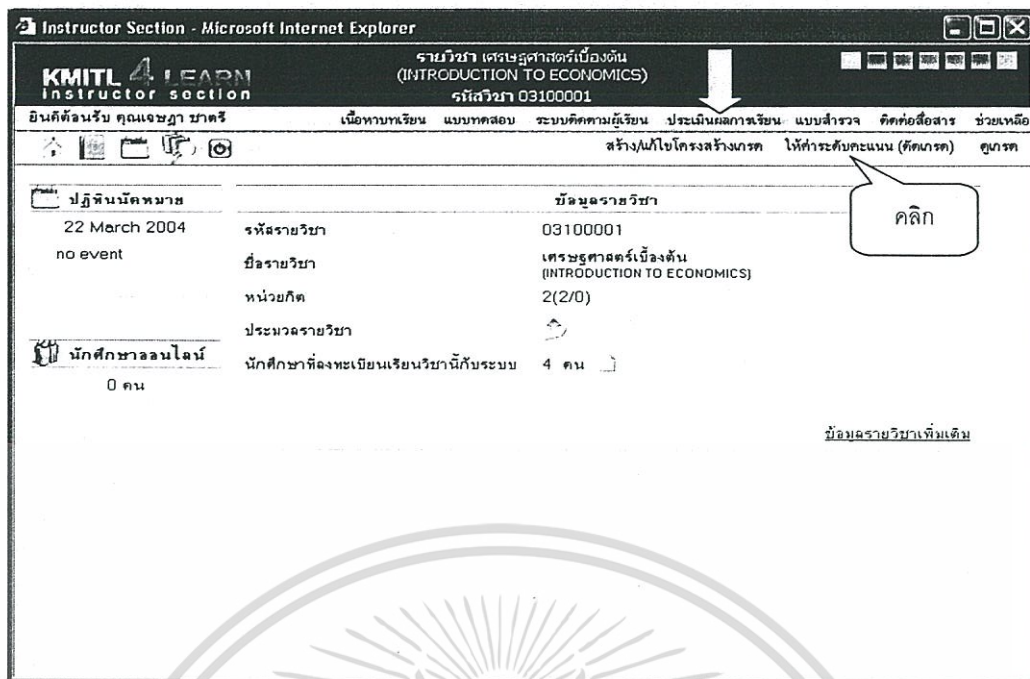 Instructor Section - Microsoft Internet Explorer
รายวิชา เศรษฐศาสตร์เบื้องต้น
(INTRODUCTION TO ECONOMICS)
รหัสวิชา 03100001
KMITL 4 LEARN
instructor section
ยินดีต้อนรับ คุณเจษฎา ชาตรี
เนื้อหาบทเรียน แบบทดสอบ ระบบติดตามผู้เรียน ประเมินผลการเรียน แบบสำรวจ ติดต่อสื่อสาร ช่วยเหลือ
สร้าง/แก้ไขโครงสร้างเกรด ให้ค่าระดับคะแนน (ตัดเกรด) ดูเกรด
คลิก
ปฏิทินนัดหมาย
22 March 2004
no event
นักศึกษาออนไลน์
0 คน
ข้อมูลรายวิชา
รหัสรายวิชา 03100001
ชื่อรายวิชา เศรษฐศาสตร์เบื้องต้น
(INTRODUCTION TO ECONOMICS)
หน่วยกิต 2(2/0)
ประมวลรายวิชา
นักศึกษาที่ลงทะเบียนเรียนวิชานี้กับระบบ 4 คน
ข้อมูลรายวิชาเพิ่มเติม